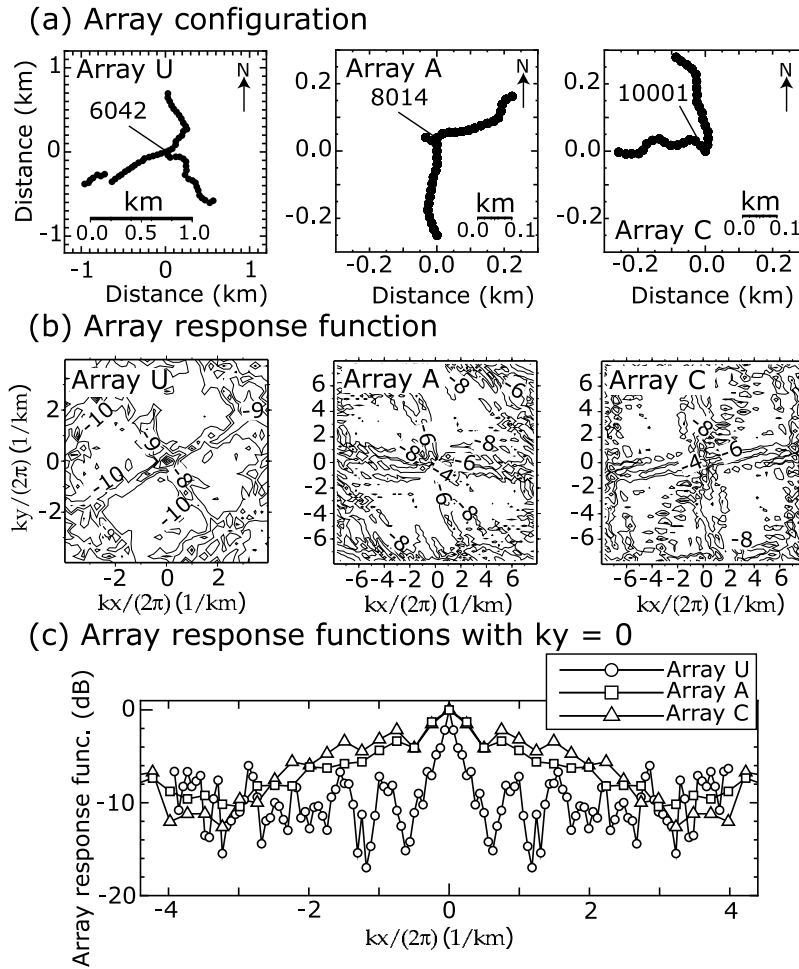 (a) Array configuration
Array U
N
6042
km
0.0 0.5 1.0
1
0
-1
-1 0 1
Distance (km)
Distance (km)
Array A
N
8014
km
0.0 0.1
0.2
0.0
-0.2
-0.2 0.0 0.2
Distance (km)
10001
N
km
0.0 0.1
Array C
0.2
0.0
-0.2
-0.2 0.0 0.2
Distance (km)
(b) Array response function
Array U
-10
-9
-9
-10
-8
-10
2
0
-2
-2 0 2
ky/(2π) (1/km)
kx/(2π) (1/km)
Array A
-8
-6
-6
-8
-8
-6
-4
-6
-8
-8
6
4
2
0
-2
-4
-6
-6 -4 -2 0 2 4 6
kx/(2π) (1/km)
Array C
-8
-6
-4
-8
6
4
2
0
-2
-4
-6
-6 -4 -2 0 2 4 6
kx/(2π) (1/km)
(c) Array response functions with ky = 0
Array U
Array A
Array C
Array response func. (dB)
0
-10
-20
-4 -2 0 2 4
kx/(2π) (1/km)